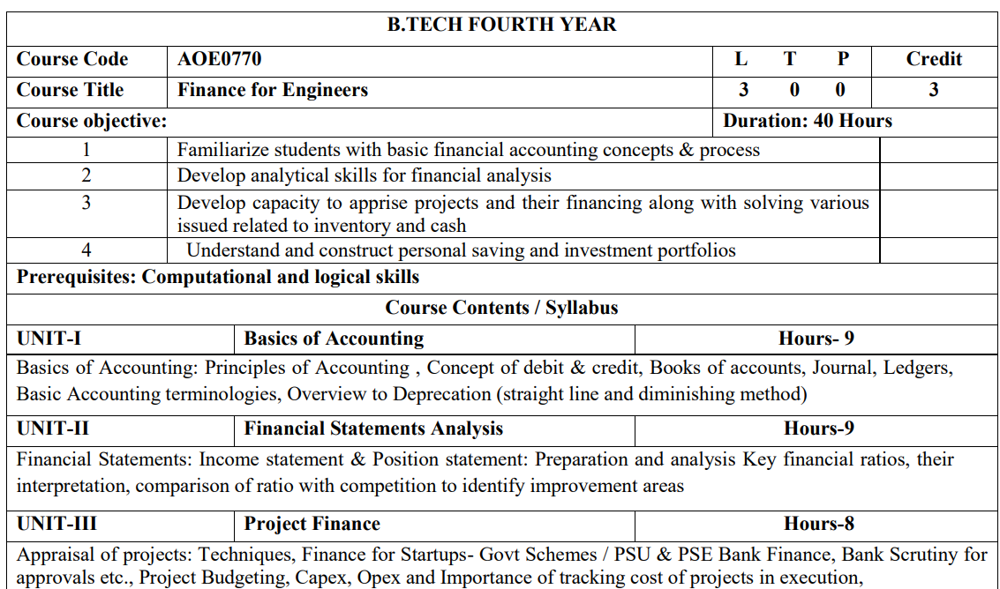 B.TECH FOURTH YEAR
Course Code AOE0770 L T P Credit
Course Title Finance for Engineers 3 0 0 3
Course objective: Duration: 40 Hours
1 Familiarize students with basic financial accounting concepts & process
2 Develop analytical skills for financial analysis
3 Develop capacity to apprise projects and their financing along with solving various
issued related to inventory and cash
4 Understand and construct personal saving and investment portfolios
Prerequisites: Computational and logical skills
Course Contents / Syllabus
UNIT-I Basics of Accounting Hours- 9
Basics of Accounting: Principles of Accounting , Concept of debit & credit, Books of accounts, Journal, Ledgers,
Basic Accounting terminologies, Overview to Deprecation (straight line and diminishing method)
UNIT-II Financial Statements Analysis Hours-9
Financial Statements: Income statement & Position statement: Preparation and analysis Key financial ratios, their
interpretation, comparison of ratio with competition to identify improvement areas
UNIT-III Project Finance Hours-8
Appraisal of projects: Techniques, Finance for Startups- Govt Schemes / PSU & PSE Bank Finance, Bank Scrutiny for
approvals etc., Project Budgeting, Capex, Opex and Importance of tracking cost of projects in execution,